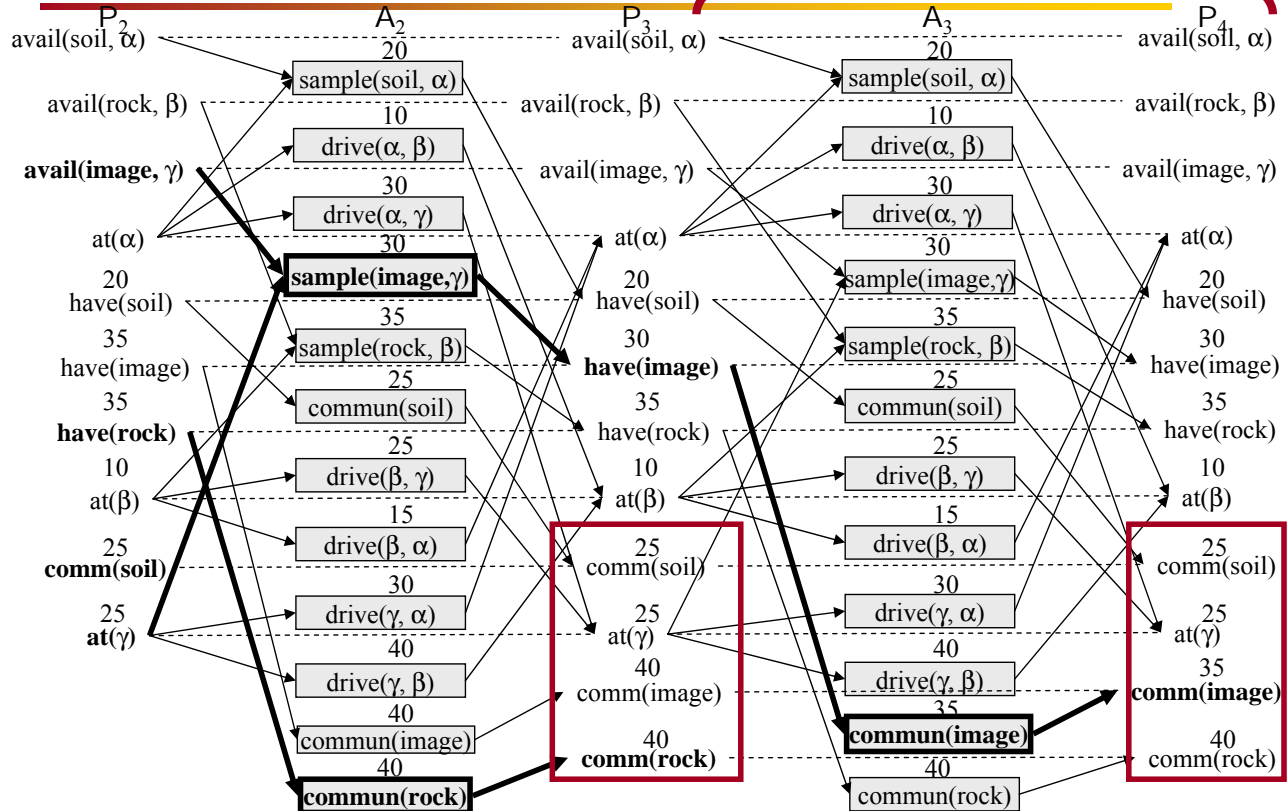 P2
A2
P3
A3
P4
avail(soil, α)
avail(rock, β)
avail(image, γ)
at(α)
20
have(soil)
35
have(image)
35
have(rock)
10
at(β)
25
comm(soil)
25
at(γ)
20
sample(soil, α)
10
drive(α, β)
30
drive(α, γ)
30
sample(image,γ)
35
sample(rock, β)
25
commun(soil)
25
drive(β, γ)
15
drive(β, α)
30
drive(γ, α)
40
drive(γ, β)
40
commun(image)
40
commun(rock)
avail(soil, α)
avail(rock, β)
avail(image, γ)
at(α)
20
have(soil)
30
have(image)
35
have(rock)
10
at(β)
25
comm(soil)
25
at(γ)
40
comm(image)
40
comm(rock)
20
sample(soil, α)
10
drive(α, β)
30
drive(α, γ)
30
sample(image,γ)
35
sample(rock, β)
25
commun(soil)
25
drive(β, γ)
15
drive(β, α)
30
drive(γ, α)
40
drive(γ, β)
35
commun(image)
40
commun(rock)
avail(soil, α)
avail(rock, β)
avail(image, γ)
at(α)
20
have(soil)
30
have(image)
35
have(rock)
10
at(β)
25
comm(soil)
25
at(γ)
35
comm(image)
40
comm(rock)